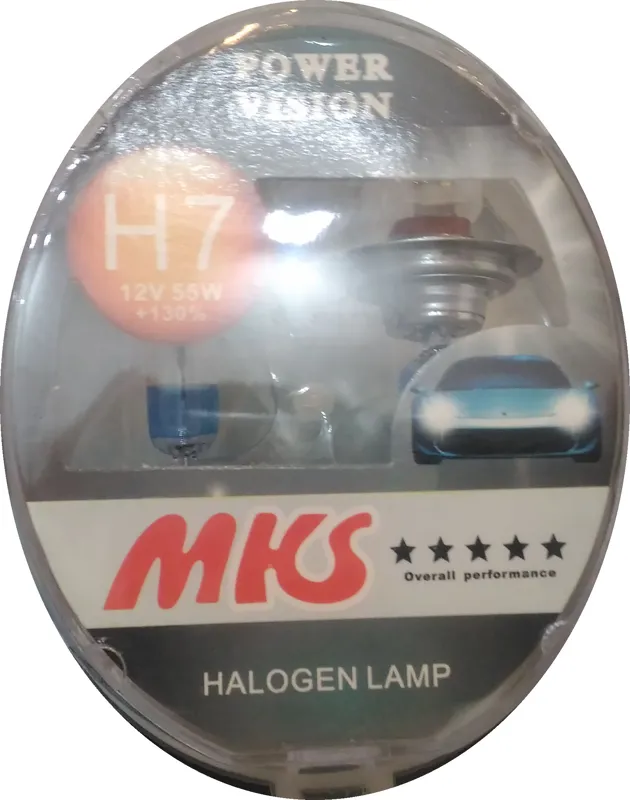 POWER
VISION
H7
12V 55W
+130%
MKS
Overall performance
HALOGEN LAMP